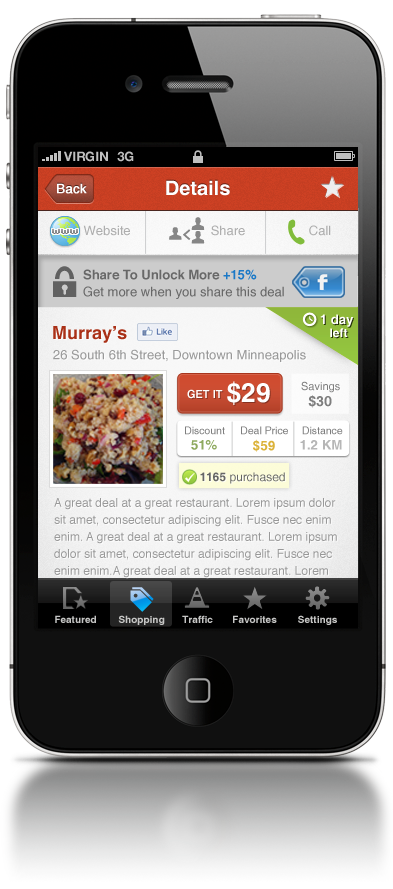 VIRGIN 3G
Back
Details
www Website
Share
Call
Share To Unlock More +15%
Get more when you share this deal
f
1 day
left
Murray's
Like
26 South 6th Street, Downtown Minneapolis
GET IT $29
Savings
$30
Discount
51%
Deal Price
$59
Distance
1.2 KM
1165 purchased
A great deal at a great restaurant. Lorem ipsum dolor
sit amet, consectetur adipiscing elit. Fusce nec enim
enim. A great deal at a great restaurant. Lorem ipsum
dolor sit amet, consectetur adipiscing elit. Fusce nec
enim enim.A great deal at a great restaurant. Lorem
Featured
Shopping
Traffic
Favorites
Settings